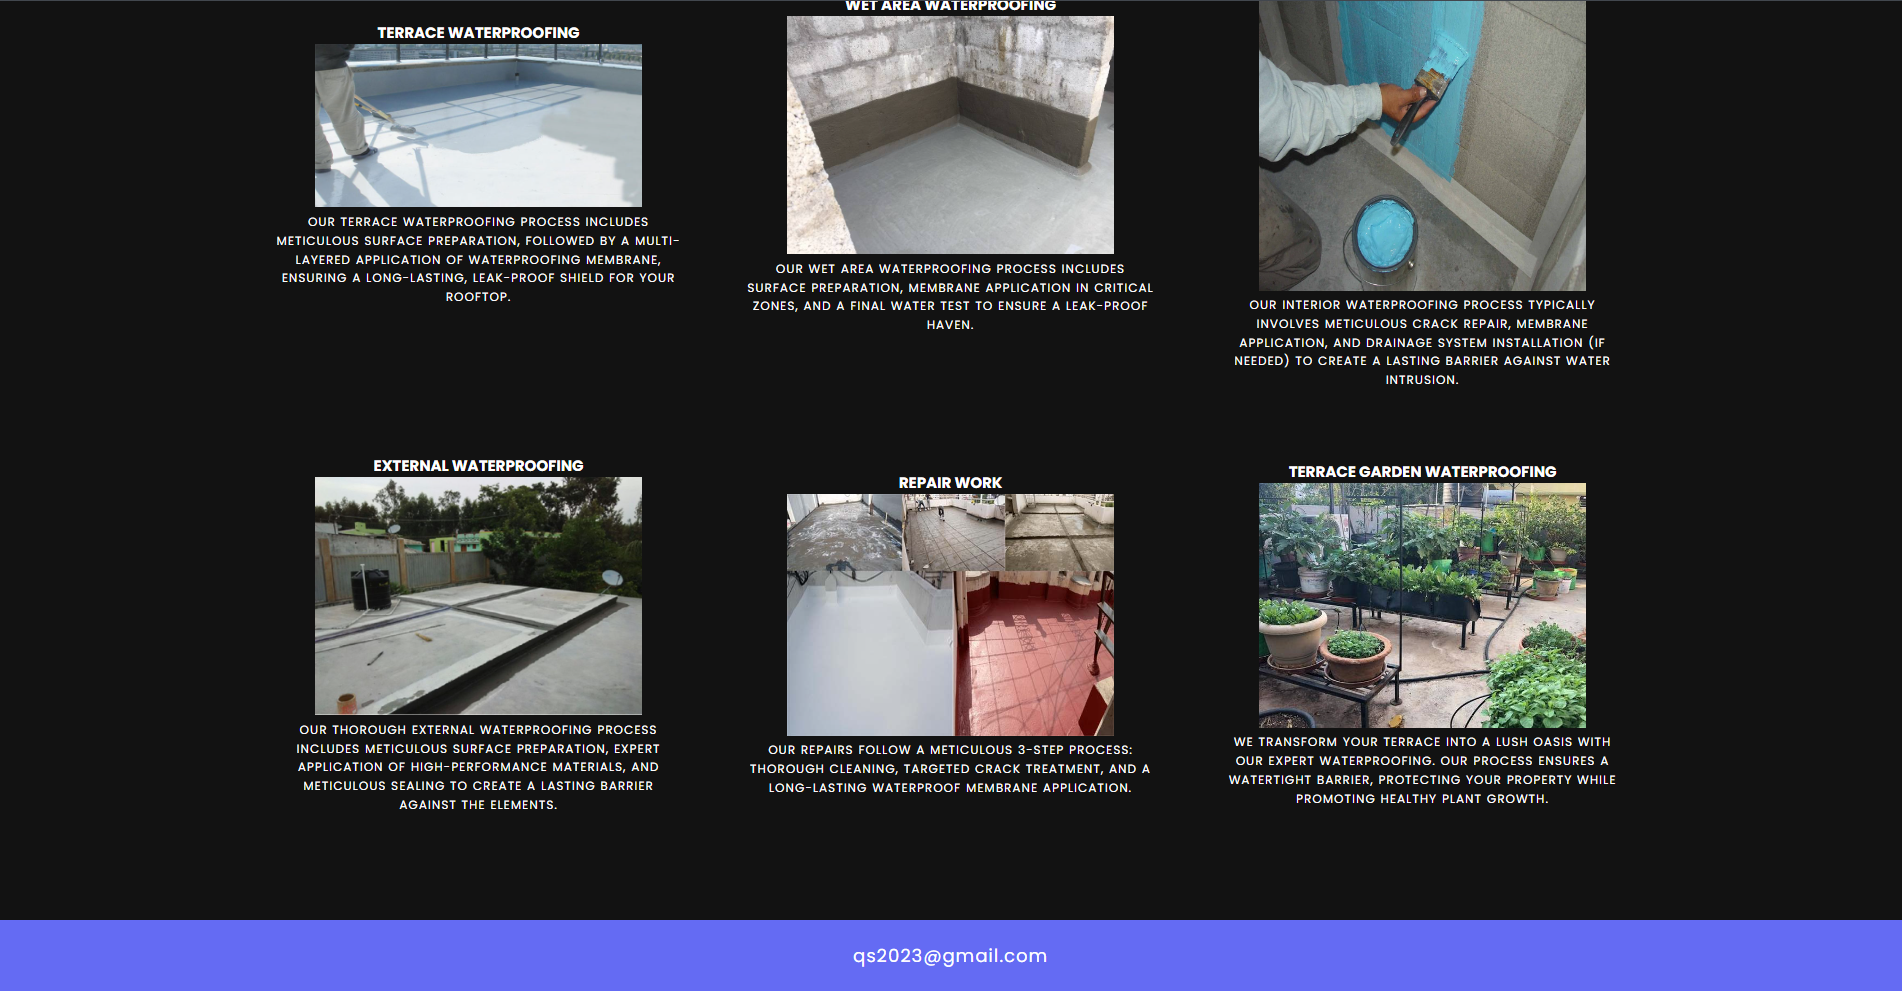 TERRACE WATERPROOFING
OUR TERRACE WATERPROOFING PROCESS INCLUDES
METICULOUS SURFACE PREPARATION, FOLLOWED BY A MULTI-
LAYERED APPLICATION OF WATERPROOFING MEMBRANE,
ENSURING A LONG-LASTING, LEAK-PROOF SHIELD FOR YOUR
ROOFTOP.
WET AREA WATERPROOFING
OUR WET AREA WATERPROOFING PROCESS INCLUDES
SURFACE PREPARATION, MEMBRANE APPLICATION IN CRITICAL
ZONES, AND A FINAL WATER TEST TO ENSURE A LEAK-PROOF
HAVEN.
OUR INTERIOR WATERPROOFING PROCESS TYPICALLY
INVOLVES METICULOUS CRACK REPAIR, MEMBRANE
APPLICATION, AND DRAINAGE SYSTEM INSTALLATION (IF
NEEDED) TO CREATE A LASTING BARRIER AGAINST WATER
INTRUSION.
EXTERNAL WATERPROOFING
OUR THOROUGH EXTERNAL WATERPROOFING PROCESS
INCLUDES METICULOUS SURFACE PREPARATION, EXPERT
APPLICATION OF HIGH-PERFORMANCE MATERIALS, AND
METICULOUS SEALING TO CREATE A LASTING BARRIER
AGAINST THE ELEMENTS.
REPAIR WORK
OUR REPAIRS FOLLOW A METICULOUS 3-STEP PROCESS:
THOROUGH CLEANING, TARGETED CRACK TREATMENT, AND A
LONG-LASTING WATERPROOF MEMBRANE APPLICATION.
TERRACE GARDEN WATERPROOFING
WE TRANSFORM YOUR TERRACE INTO A LUSH OASIS WITH
OUR EXPERT WATERPROOFING. OUR PROCESS ENSURES A
WATERTIGHT BARRIER, PROTECTING YOUR PROPERTY WHILE
PROMOTING HEALTHY PLANT GROWTH.
qs2023@gmail.com